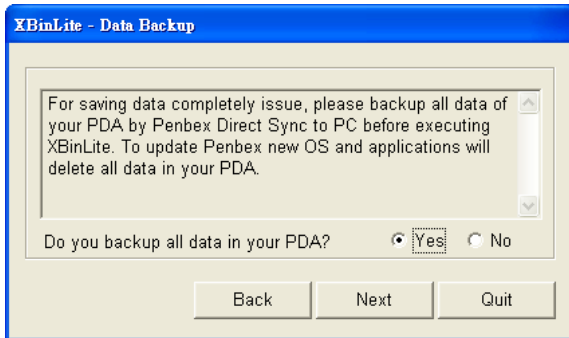 XBinLite - Data Backup
For saving data completely issue, please backup all data of
your PDA by Penbex Direct Sync to PC before executing
XBinLite. To update Penbex new OS and applications will
delete all data in your PDA.
Do you backup all data in your PDA? Yes No
Back Next Quit